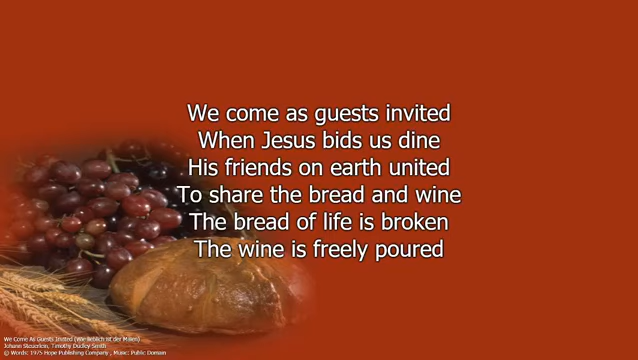 We come as guests invited
When Jesus bids us dine
His friends on earth united
To share the bread and wine
The bread of life is broken
The wine is freely poured
We Come As Guests Invited (Wie lieblich ist der Maien)
Johann Steuerlein, Timothy Dudley Smith
© Words: 1975 Hope Publishing Company , Music: Public Domain